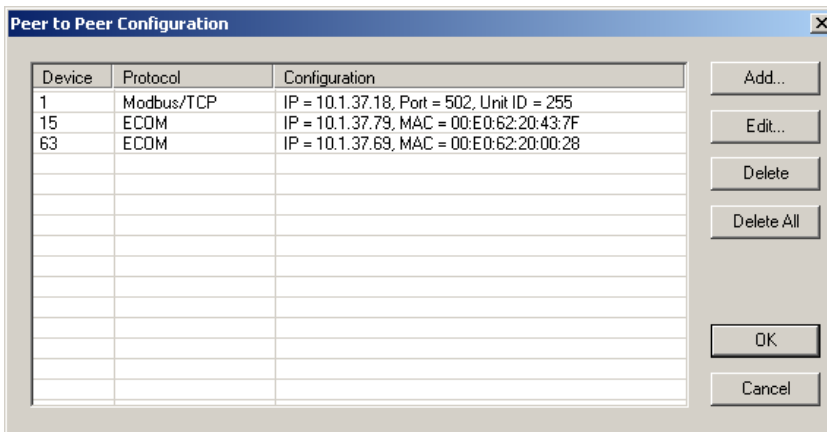 Peer to Peer Configuration
Device Protocol Configuration
1 Modbus/TCP IP = 10.1.37.18, Port = 502, Unit ID = 255
15 ECOM IP = 10.1.37.79, MAC = 00:E0:62:20:43:7F
63 ECOM IP = 10.1.37.69, MAC = 00:E0:62:20:00:28
Add...
Edit...
Delete
Delete All
OK
Cancel